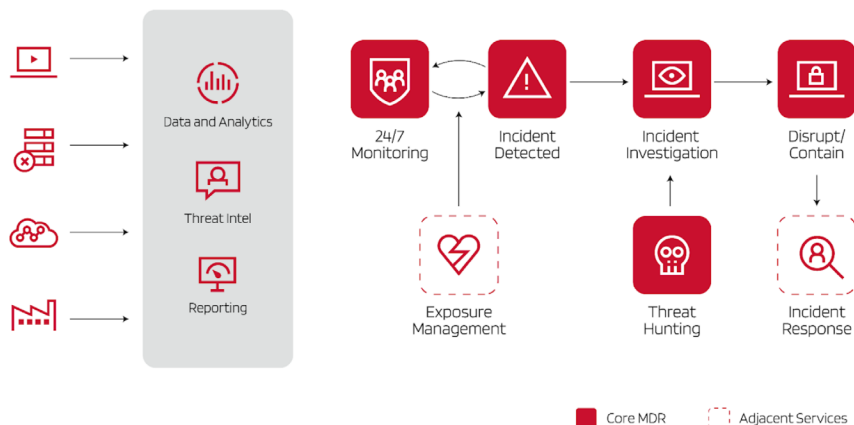 Data and Analytics
Threat Intel
Reporting
24/7
Monitoring
Incident
Detected
Incident
Investigation
Disrupt/
Contain
Exposure
Management
Threat
Hunting
Incident
Response
Core MDR
Adjacent Services